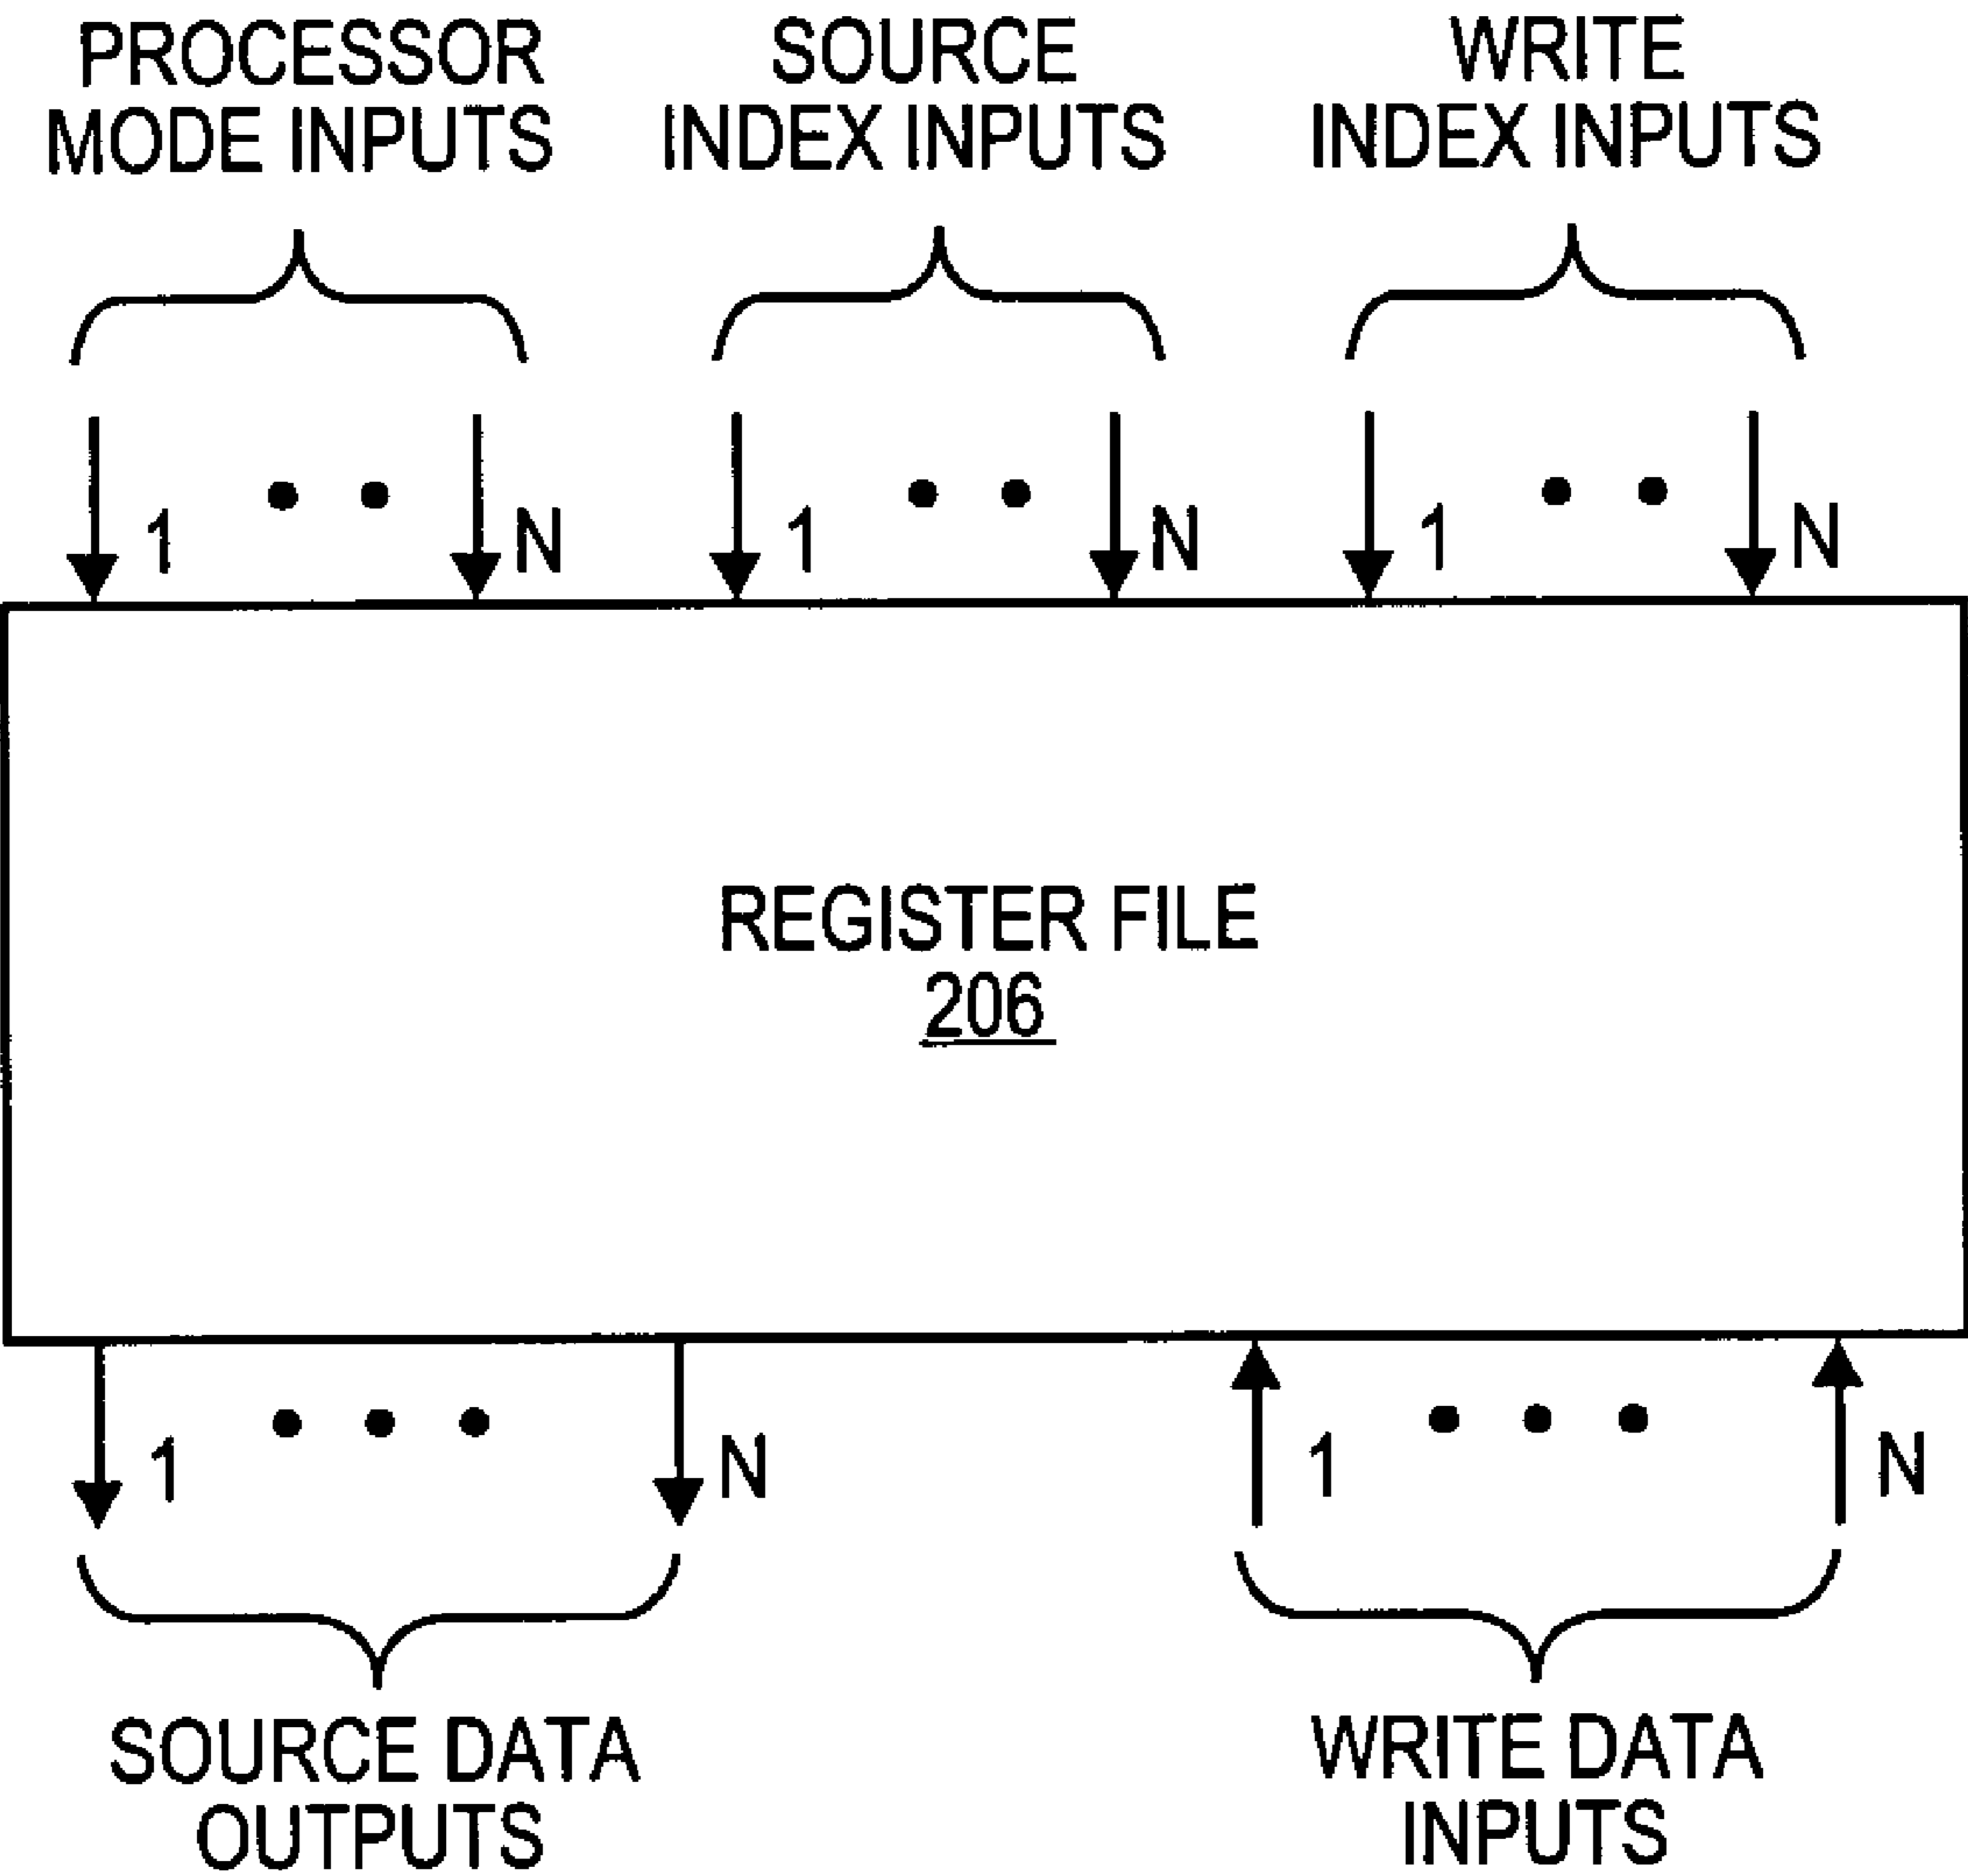 PROCESSOR
MODE INPUTS
SOURCE
INDEX INPUTS
WRITE
INDEX INPUTS
1
N
1
N
1
N
REGISTER FILE
206
1
N
1
N
SOURCE DATA
OUTPUTS
WRITE DATA
INPUTS